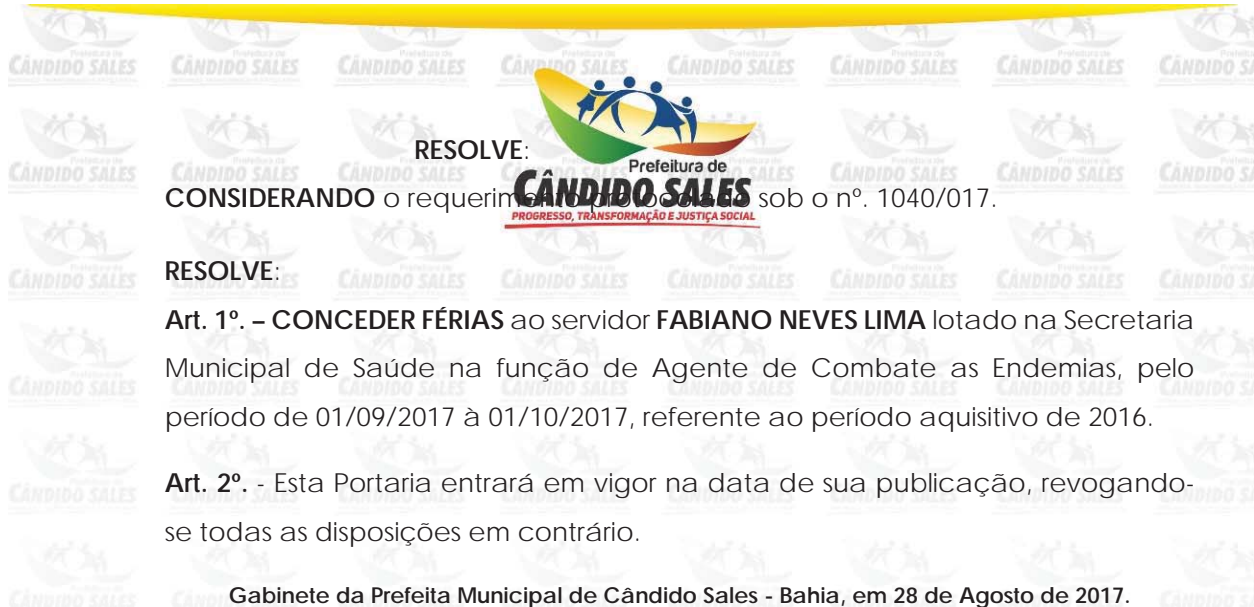 RESOLVE:
Prefeitura de
CÂNDIDO SALES
PROGRESSO, TRANSFORMAÇÃO E JUSTIÇA SOCIAL
CONSIDERANDO o requerimento protocolado sob o nº. 1040/017.
RESOLVE:
Art. 1º. – CONCEDER FÉRIAS ao servidor FABIANO NEVES LIMA lotado na Secretaria
Municipal de Saúde na função de Agente de Combate as Endemias, pelo
período de 01/09/2017 à 01/10/2017, referente ao período aquisitivo de 2016.
Art. 2º. - Esta Portaria entrará em vigor na data de sua publicação, revogando-
se todas as disposições em contrário.
Gabinete da Prefeita Municipal de Cândido Sales - Bahia, em 28 de Agosto de 2017.